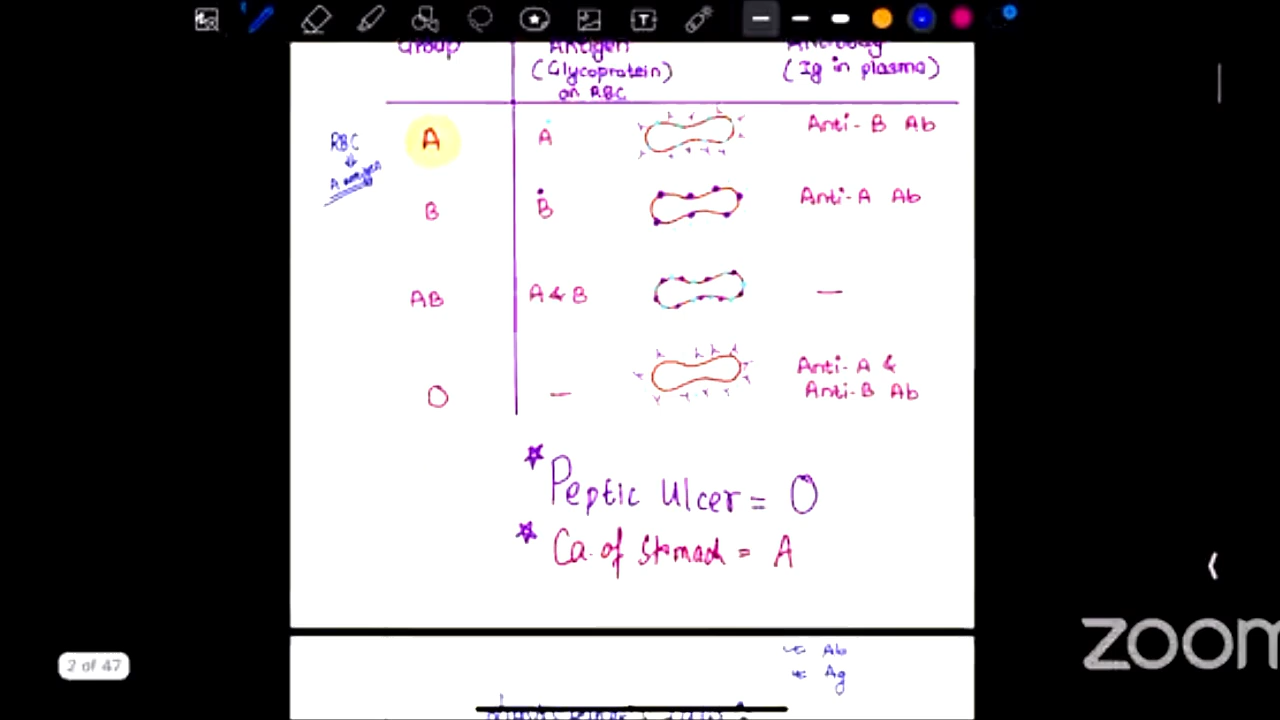 Group Antigen Antibody
(Glycoprotein) (Ig in plasma)
on RBC
RBC
A antigen
A A Anti-B Ab
B B Anti-A Ab
AB A & B —
O — Anti-A &
Anti-B Ab
Peptic Ulcer = O
Ca. of Stomach = A
2 of 47
Ab
Ag
zoom